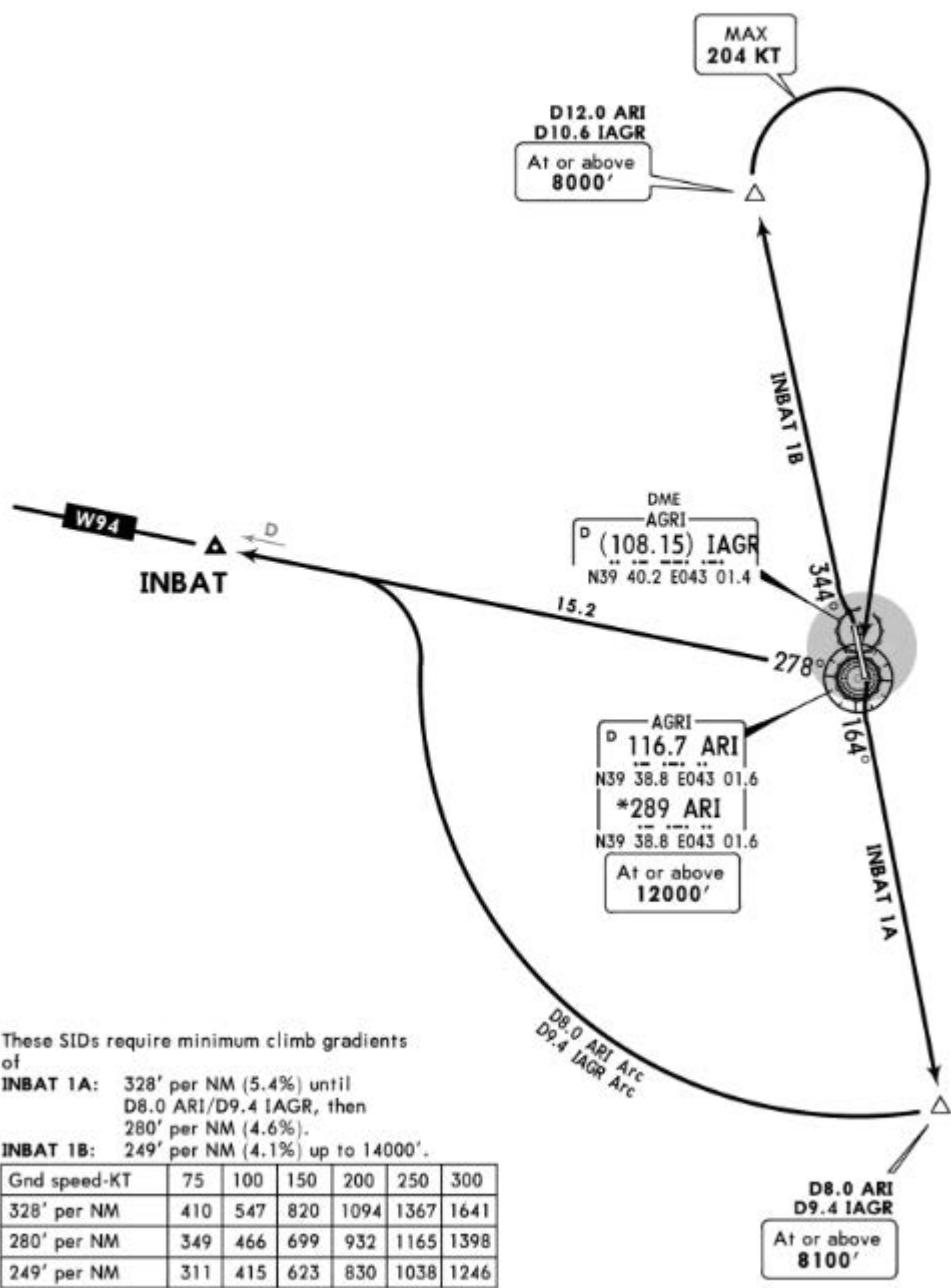 MAX
204 KT
D12.0 ARI
D10.6 IAGR
At or above
8000'
INBAT 1B
W94
D
INBAT
15.2
DME
AGRI
D (108.15) IAGR
N39 40.2 E043 01.4
344°
278°
164°
AGRI
D 116.7 ARI
N39 38.8 E043 01.6
*289 ARI
N39 38.8 E043 01.6
At or above
12000'
INBAT 1A
D8.0 ARI Arc
D9.4 IAGR Arc
D8.0 ARI
D9.4 IAGR
At or above
8100'
These SIDs require minimum climb gradients
of
INBAT 1A: 328' per NM (5.4%) until
D8.0 ARI/D9.4 IAGR, then
280' per NM (4.6%).
INBAT 1B: 249' per NM (4.1%) up to 14000'.
Gnd speed-KT 75 100 150 200 250 300
328' per NM 410 547 820 1094 1367 1641
280' per NM 349 466 699 932 1165 1398
249' per NM 311 415 623 830 1038 1246